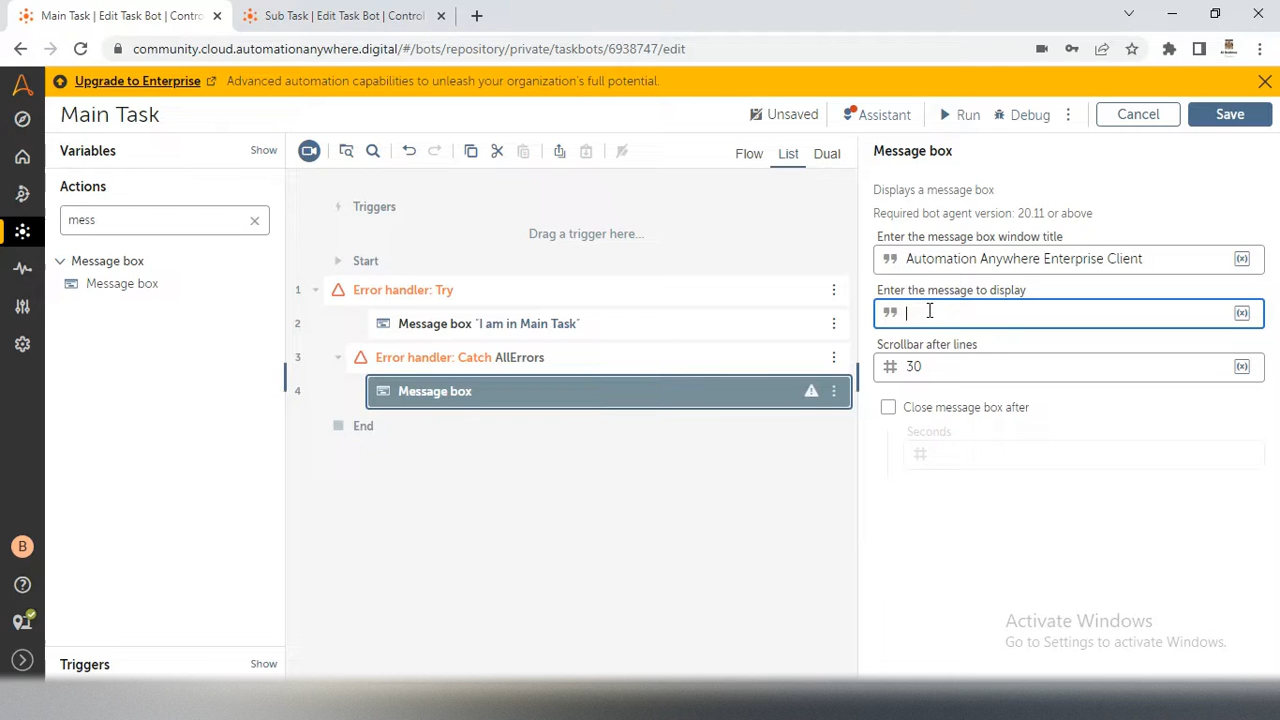 Main Task | Edit Task Bot | Contro
Sub Task | Edit Task Bot | Control
community.cloud.automationanywhere.digital/#/bots/repository/private/taskbots/6938747/edit
Upgrade to Enterprise Advanced automation capabilities to unleash your organization's full potential.
Main Task
Unsaved
Assistant
Run
Debug
Cancel
Save
Variables
Show
Actions
mess
Message box
Message box
Triggers
Show
Flow
List
Dual
Triggers
Drag a trigger here...
Start
1 Error handler: Try
2 Message box "I am in Main Task"
3 Error handler: Catch AllErrors
4 Message box
End
Message box
Displays a message box
Required bot agent version: 20.11 or above
Enter the message box window title
Automation Anywhere Enterprise Client
(x)
Enter the message to display
(x)
Scrollbar after lines
# 30
(x)
Close message box after
Seconds
#
Activate Windows
Go to Settings to activate Windows.
B